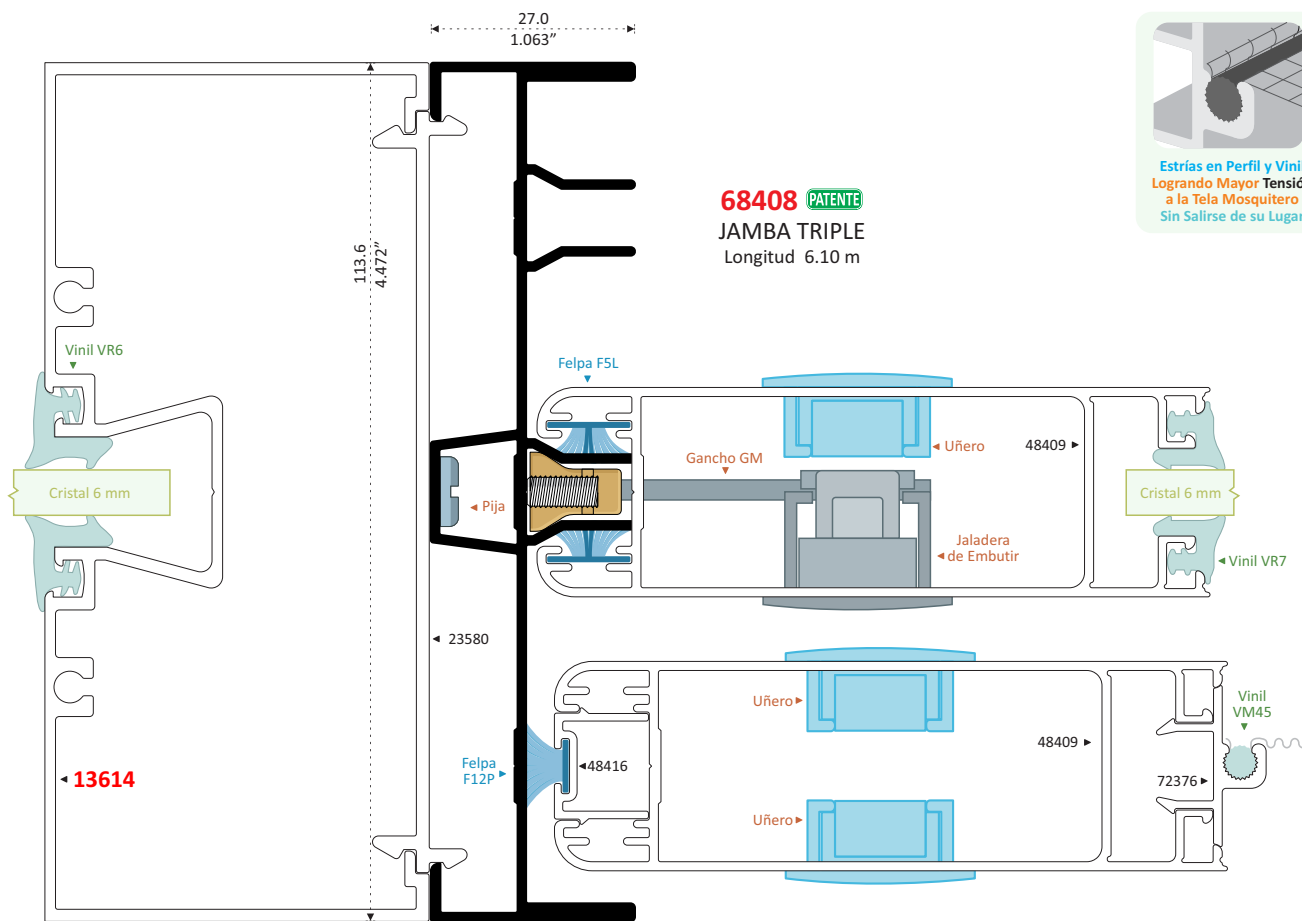 27.0
1.063”
113.6
4.472”
68408 PATENTE
JAMBA TRIPLE
Longitud 6.10 m
Estrías en Perfil y Vini
Logrando Mayor Tensió
a la Tela Mosquitero
Sin Salirse de su Lugar
Vinil VR6
Cristal 6 mm
Felpa F5L
Gancho GM
Uñero
48409
Cristal 6 mm
Pija
Jaladera
de Embutir
Vinil VR7
23580
Uñero
48409
Vinil
VM45
13614
Felpa
F12P
48416
72376
Uñero